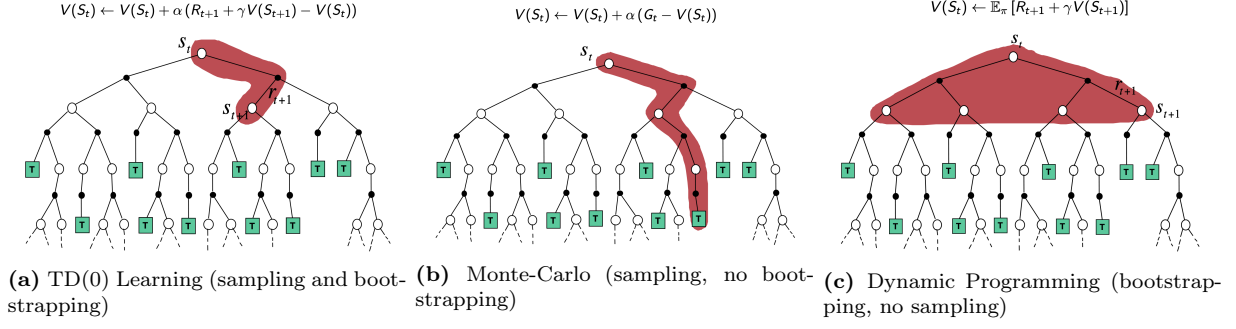 V(S_t) ← V(S_t) + α (R_{t+1} + γV(S_{t+1}) − V(S_t))
s_t
r_{t+1}
s_{t+1}
T T T T T
T T T T T
(a) TD(0) Learning (sampling and boot-
strapping)
V(S_t) ← V(S_t) + α (G_t − V(S_t))
s_t
T T T T T
T T T T T
(b) Monte-Carlo (sampling, no boot-
strapping)
V(S_t) ← 𝔼_π [R_{t+1} + γV(S_{t+1})]
s_t
r_{t+1}
s_{t+1}
T T T T T
T T T T T
(c) Dynamic Programming (bootstrap-
ping, no sampling)